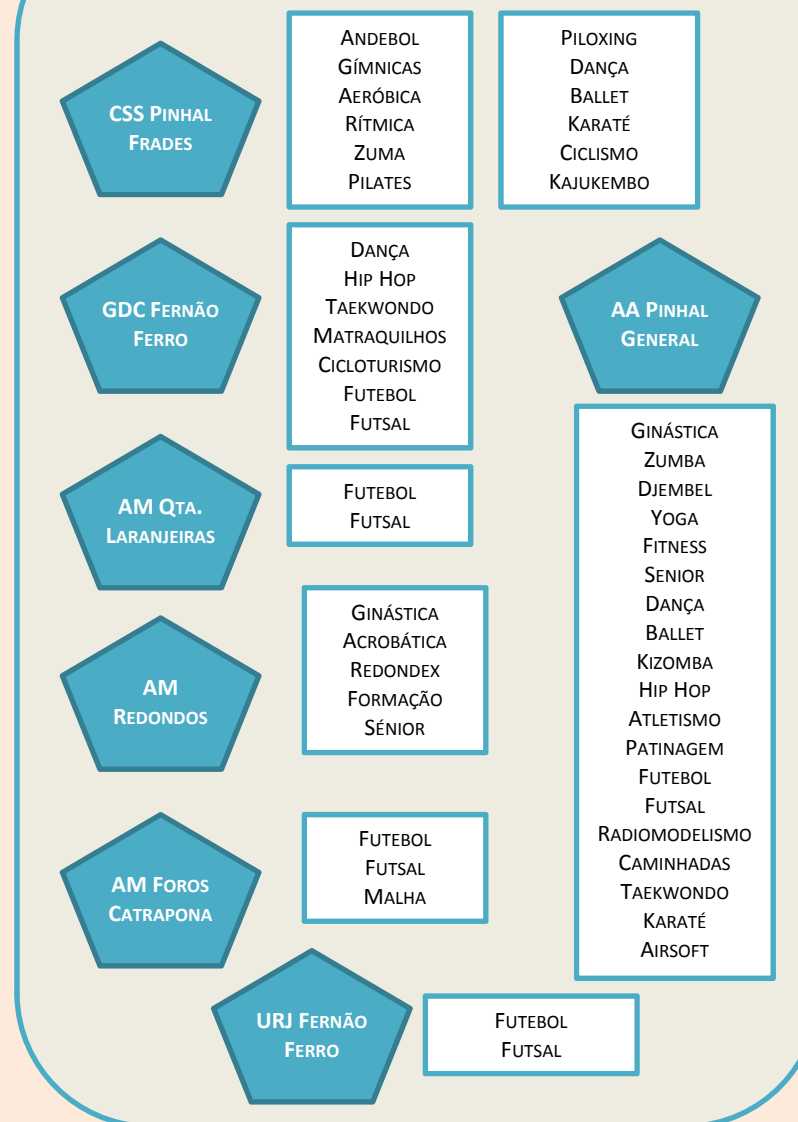 CSS PINHAL
FRADES
ANDEBOL
GÍMNICAS
AERÓBICA
RÍTMICA
ZUMA
PILATES
PILOXING
DANÇA
BALLET
KARATÉ
CICLISMO
KAJUKEMBO
GDC FERNÃO
FERRO
DANÇA
HIP HOP
TAEKWONDO
MATRAQUILHOS
CICLOTURISMO
FUTEBOL
FUTSAL
AA PINHAL
GENERAL
GINÁSTICA
ZUMBA
DJEMBEL
YOGA
FITNESS
SENIOR
DANÇA
BALLET
KIZOMBA
HIP HOP
ATLETISMO
PATINAGEM
FUTEBOL
FUTSAL
RADIOMODELISMO
CAMINHADAS
TAEKWONDO
KARATÉ
AIRSOFT
AM QTA.
LARANJEIRAS
FUTEBOL
FUTSAL
AM
REDONDOS
GINÁSTICA
ACROBÁTICA
REDONDEX
FORMAÇÃO
SÉNIOR
AM FOROS
CATRAPONA
FUTEBOL
FUTSAL
MALHA
URJ FERNÃO
FERRO
FUTEBOL
FUTSAL